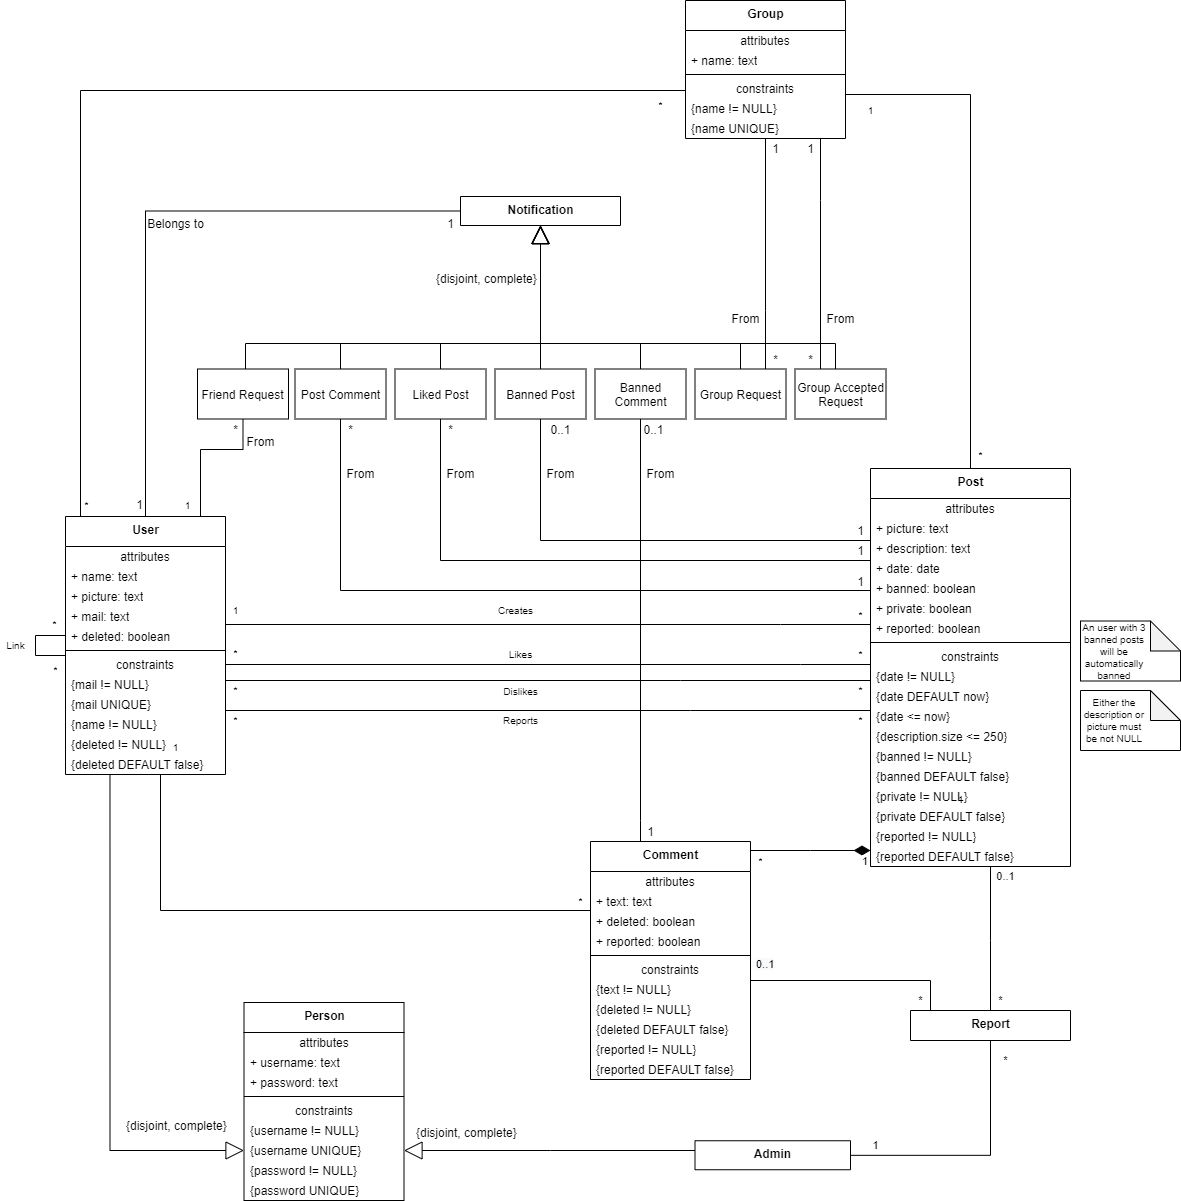 Group
attributes
+ name: text
constraints
{name != NULL}
{name UNIQUE}
*
1
1
1
Notification
Belongs to
1
{disjoint, complete}
From
From
*
*
Friend Request
Post Comment
Liked Post
Banned Post
Banned
Comment
Group Request
Group Accepted
Request
*
From
*
*
0..1
0..1
From
From
From
From
*
*
1
1
User
attributes
+ name: text
+ picture: text
+ mail: text
+ deleted: boolean
constraints
{mail != NULL}
{mail UNIQUE}
{name != NULL}
{deleted != NULL}
1
{deleted DEFAULT false}
*
Link
*
1
1
1
1
Creates
*
*
Likes
*
*
Dislikes
*
*
Reports
*
Post
attributes
+ picture: text
+ description: text
+ date: date
+ banned: boolean
+ private: boolean
+ reported: boolean
constraints
{date != NULL}
{date DEFAULT now}
{date <= now}
{description.size <= 250}
{banned != NULL}
{banned DEFAULT false}
{private != NULL}
{private DEFAULT false}
{reported != NULL}
{reported DEFAULT false}
An user with 3
banned posts
will be
automatically
banned
Either the
description or
picture must
be not NULL
1
Comment
attributes
+ text: text
+ deleted: boolean
+ reported: boolean
constraints
{text != NULL}
{deleted != NULL}
{deleted DEFAULT false}
{reported != NULL}
{reported DEFAULT false}
*
1
*
0..1
0..1
*
*
Report
*
Person
attributes
+ username: text
+ password: text
constraints
{username != NULL}
{username UNIQUE}
{password != NULL}
{password UNIQUE}
{disjoint, complete}
{disjoint, complete}
Admin
1